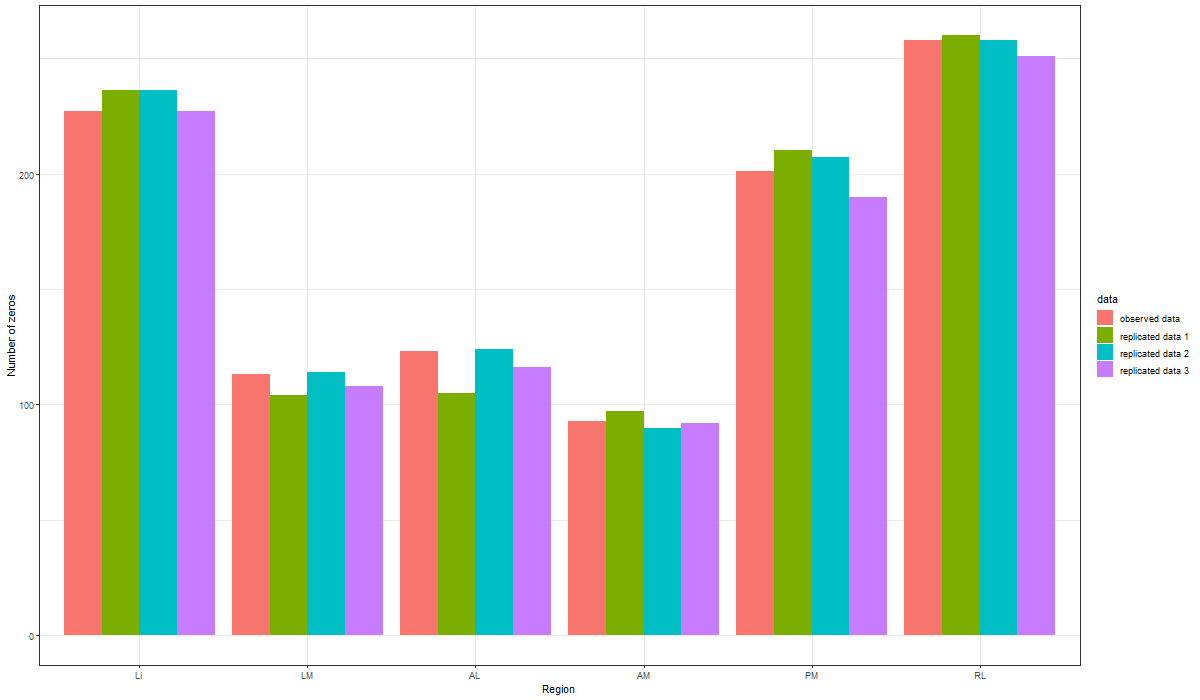 Number of zeros
200
100
0
Li LM AL AM PM RL
Region
data
observed data
replicated data 1
replicated data 2
replicated data 3